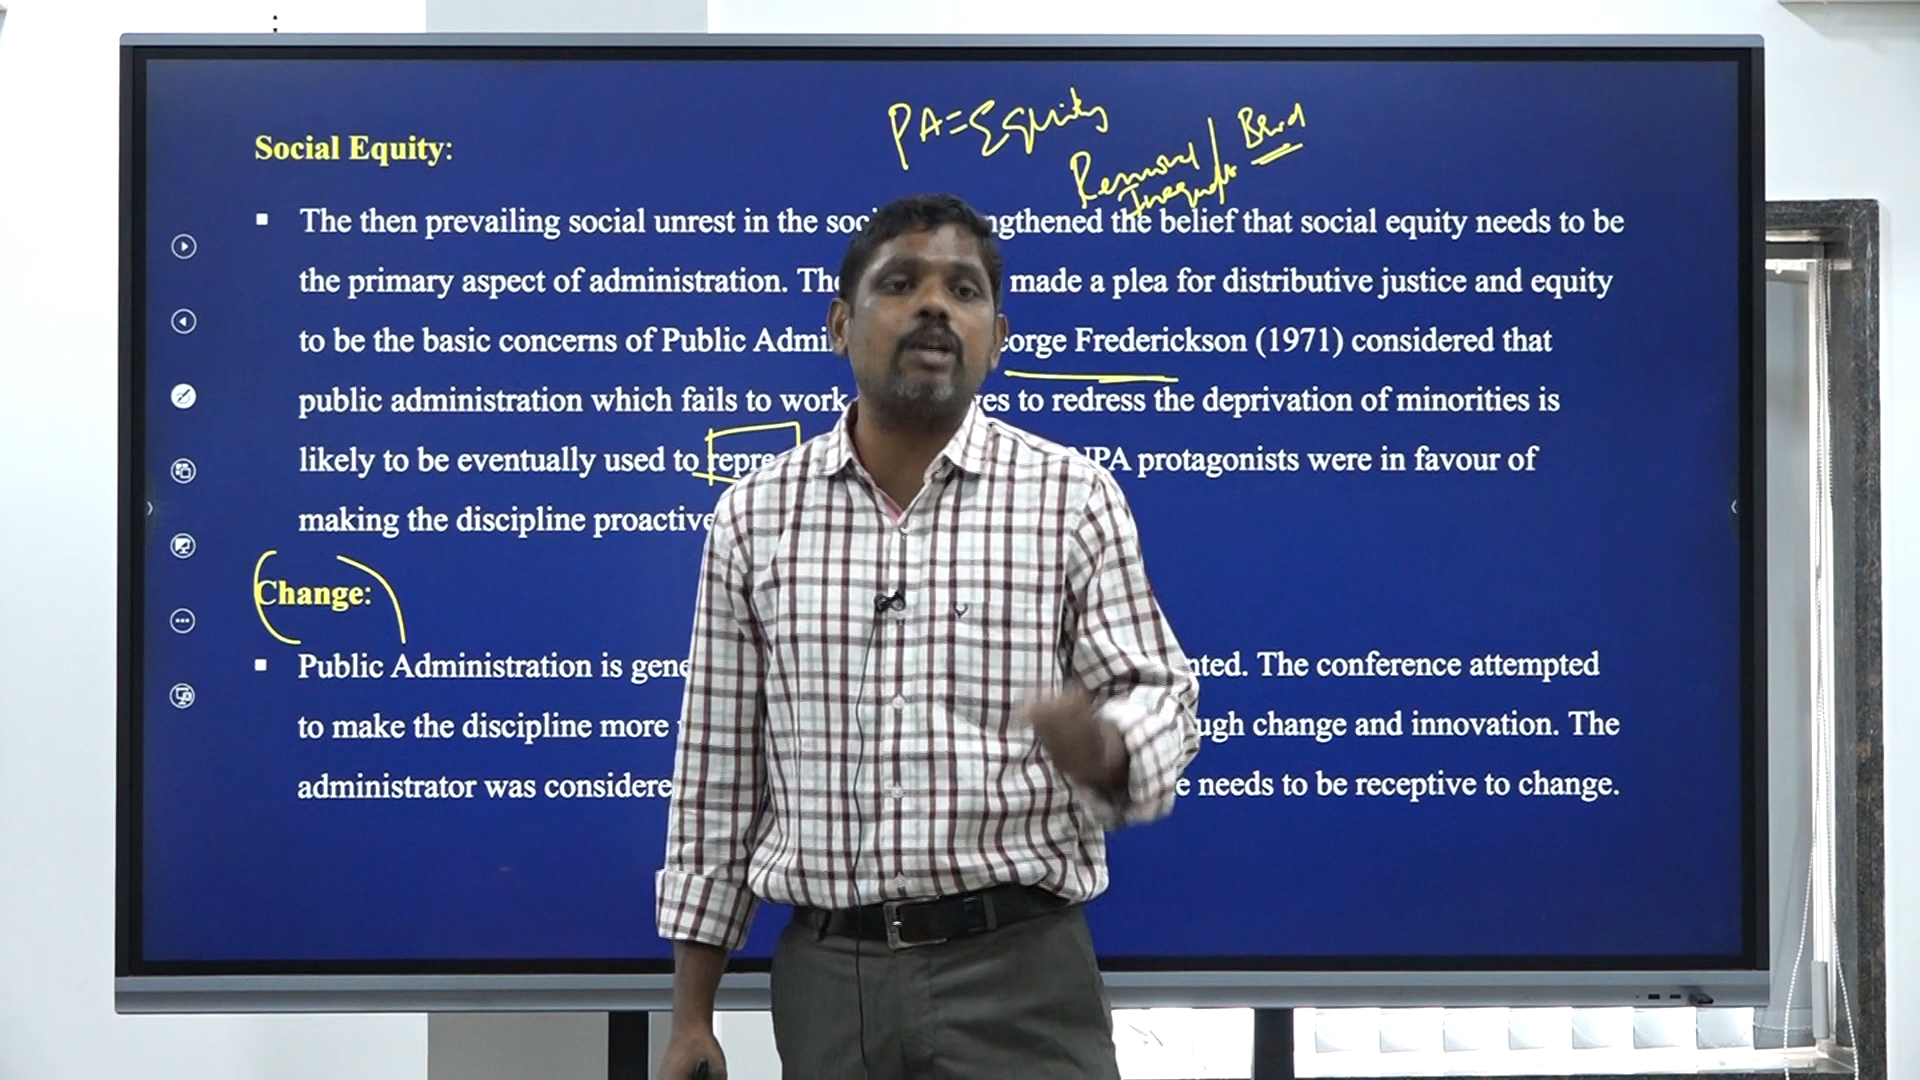 PA = Equity
Removal / Blind
Social Equity:
▪ The then prevailing social unrest in the soc ngthened the belief that social equity needs to be
the primary aspect of administration. The made a plea for distributive justice and equity
to be the basic concerns of Public Admi orge Frederickson (1971) considered that
public administration which fails to work es to redress the deprivation of minorities is
likely to be eventually used to repre NPA protagonists were in favour of
making the discipline proactive
Change:
▪ Public Administration is gene nted. The conference attempted
to make the discipline more ugh change and innovation. The
administrator was considere e needs to be receptive to change.